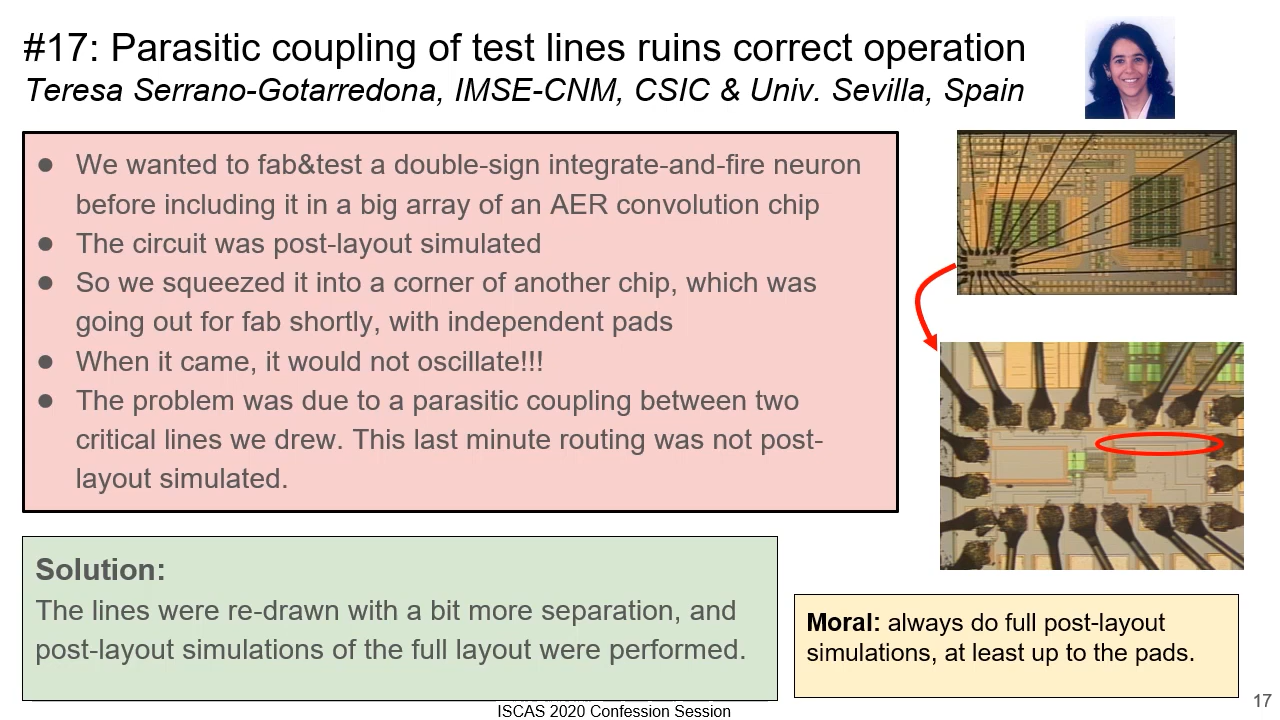 #17: Parasitic coupling of test lines ruins correct operation
Teresa Serrano-Gotarredona, IMSE-CNM, CSIC & Univ. Sevilla, Spain
● We wanted to fab&test a double-sign integrate-and-fire neuron
before including it in a big array of an AER convolution chip
● The circuit was post-layout simulated
● So we squeezed it into a corner of another chip, which was
going out for fab shortly, with independent pads
● When it came, it would not oscillate!!!
● The problem was due to a parasitic coupling between two
critical lines we drew. This last minute routing was not post-
layout simulated.
Solution:
The lines were re-drawn with a bit more separation, and
post-layout simulations of the full layout were performed.
Moral: always do full post-layout
simulations, at least up to the pads.
ISCAS 2020 Confession Session
17